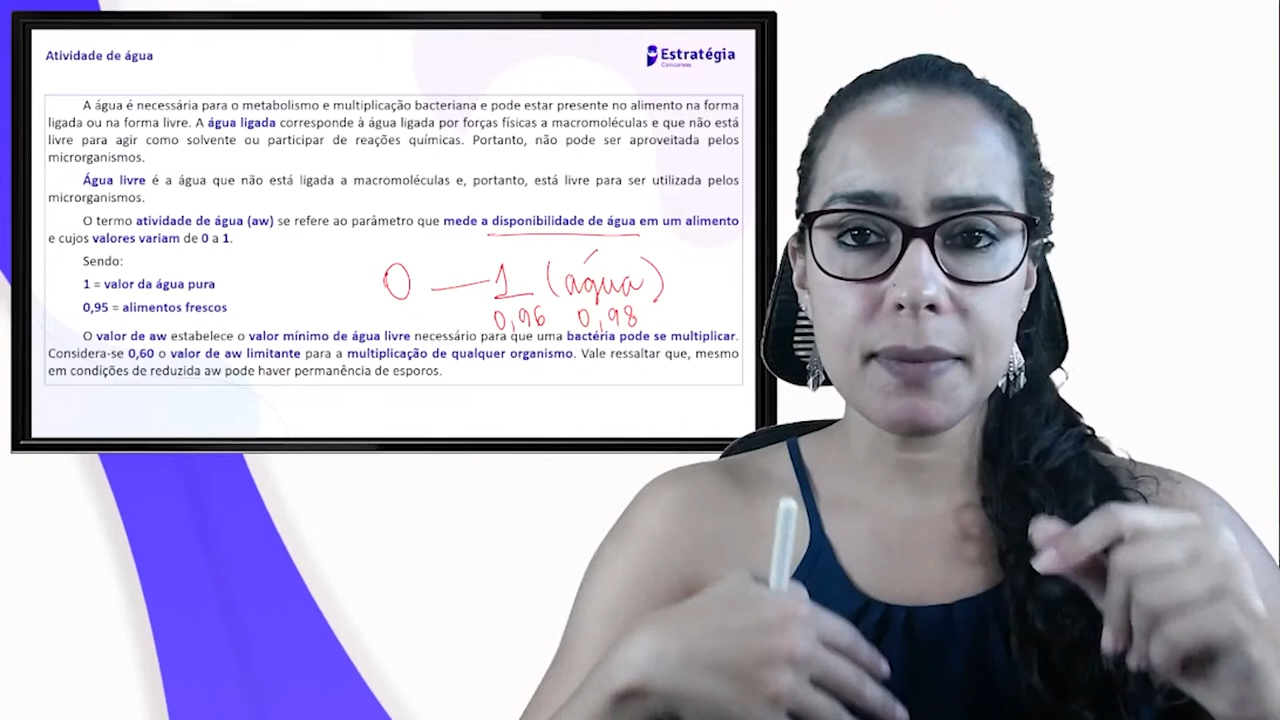 Atividade de água
Estratégia
Concursos
A água é necessária para o metabolismo e multiplicação bacteriana e pode estar presente no alimento na forma
ligada ou na forma livre. A água ligada corresponde à água ligada por forças físicas a macromoléculas e que não está
livre para agir como solvente ou participar de reações químicas. Portanto, não pode ser aproveitada pelos
microrganismos.
Água livre é a água que não está ligada a macromoléculas e, portanto, está livre para ser utilizada pelos
microrganismos.
O termo atividade de água (aw) se refere ao parâmetro que mede a disponibilidade de água em um alimento
e cujos valores variam de 0 a 1.
Sendo:
1 = valor da água pura
0,95 = alimentos frescos
0 — 1 (água)
0,96 0,98
O valor de aw estabelece o valor mínimo de água livre necessário para que uma bactéria pode se multiplicar.
Considera-se 0,60 o valor de aw limitante para a multiplicação de qualquer organismo. Vale ressaltar que, mesmo
em condições de reduzida aw pode haver permanência de esporos.